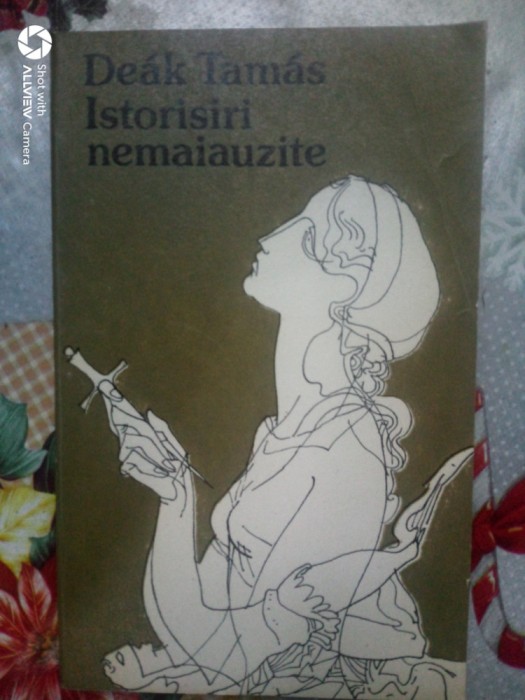 Deák Tamás
Istorisiri
nemaiauzite
Shot with
ALLVIEW Camera